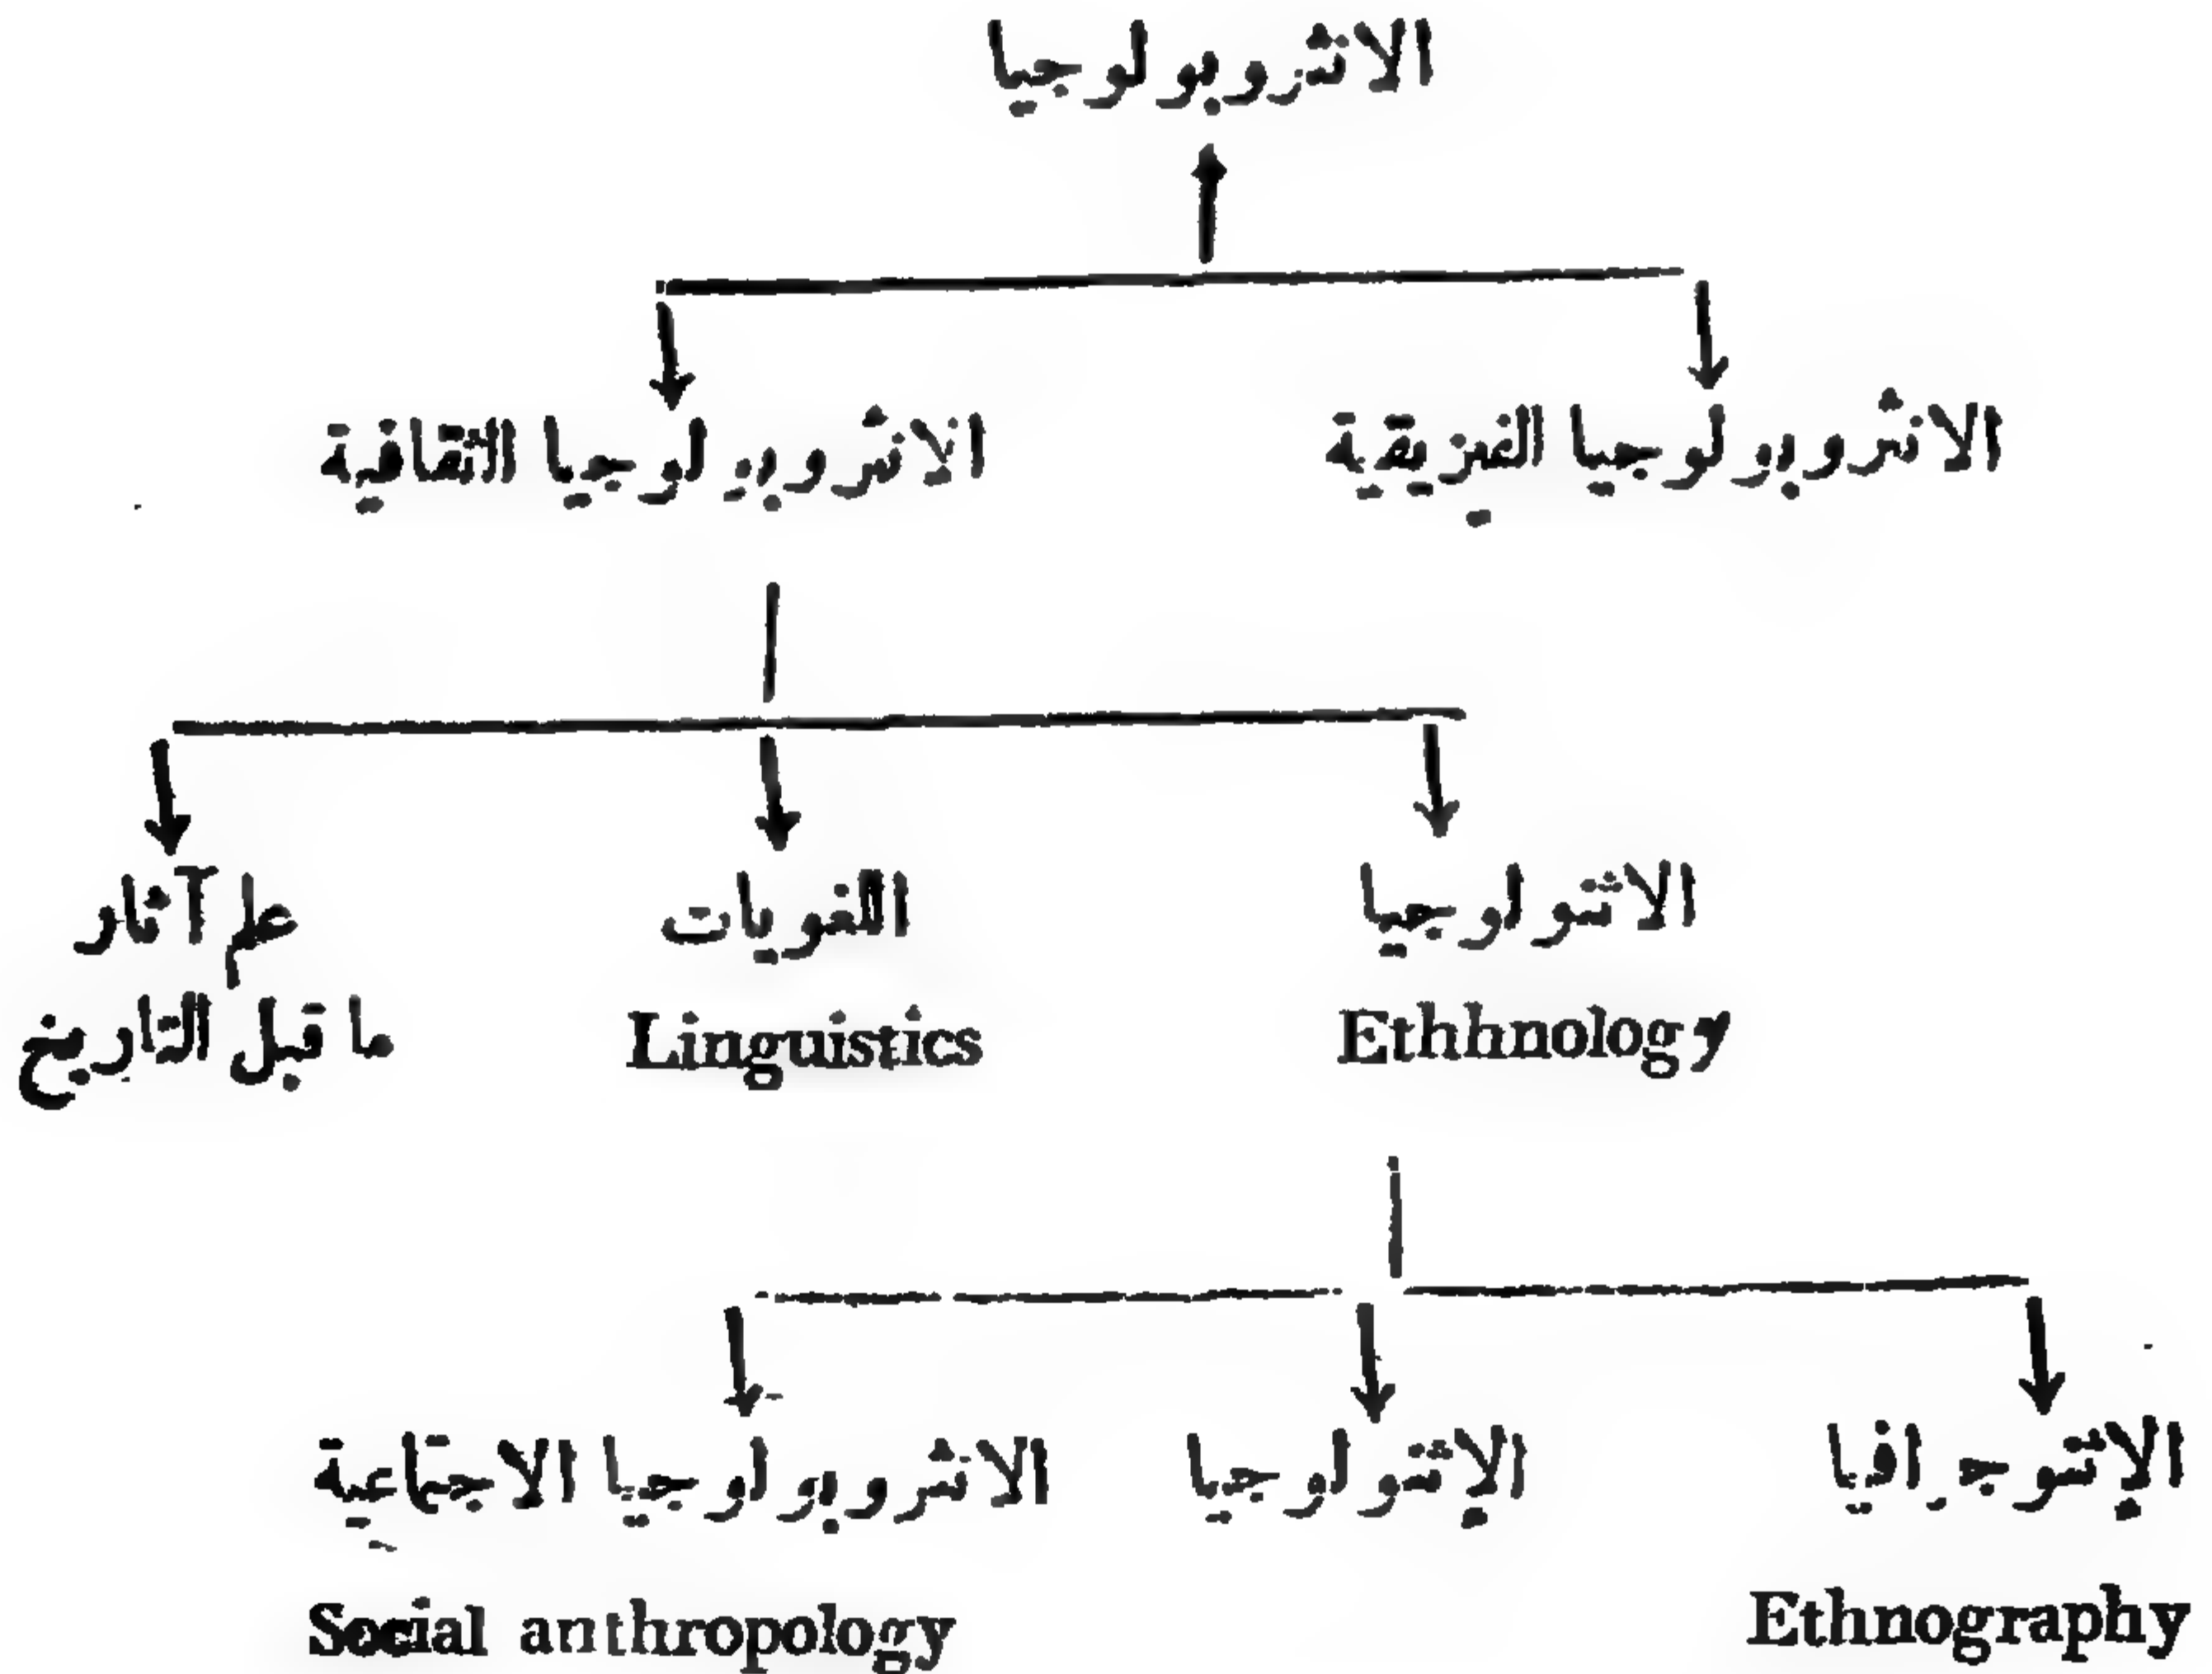 الانثروبولوجيا
الانثروبولوجيا الفيزيقية
الانثروبولوجيا الثقافية
الاثنولوجيا
Ethhnology
اللغويات
Linguistics
علم آثار
ما قبل التاريخ
الإثنوجرافيا
Ethnography
الإثنولوجيا
الانثروبولوجيا الاجتماعية
Social anthropology